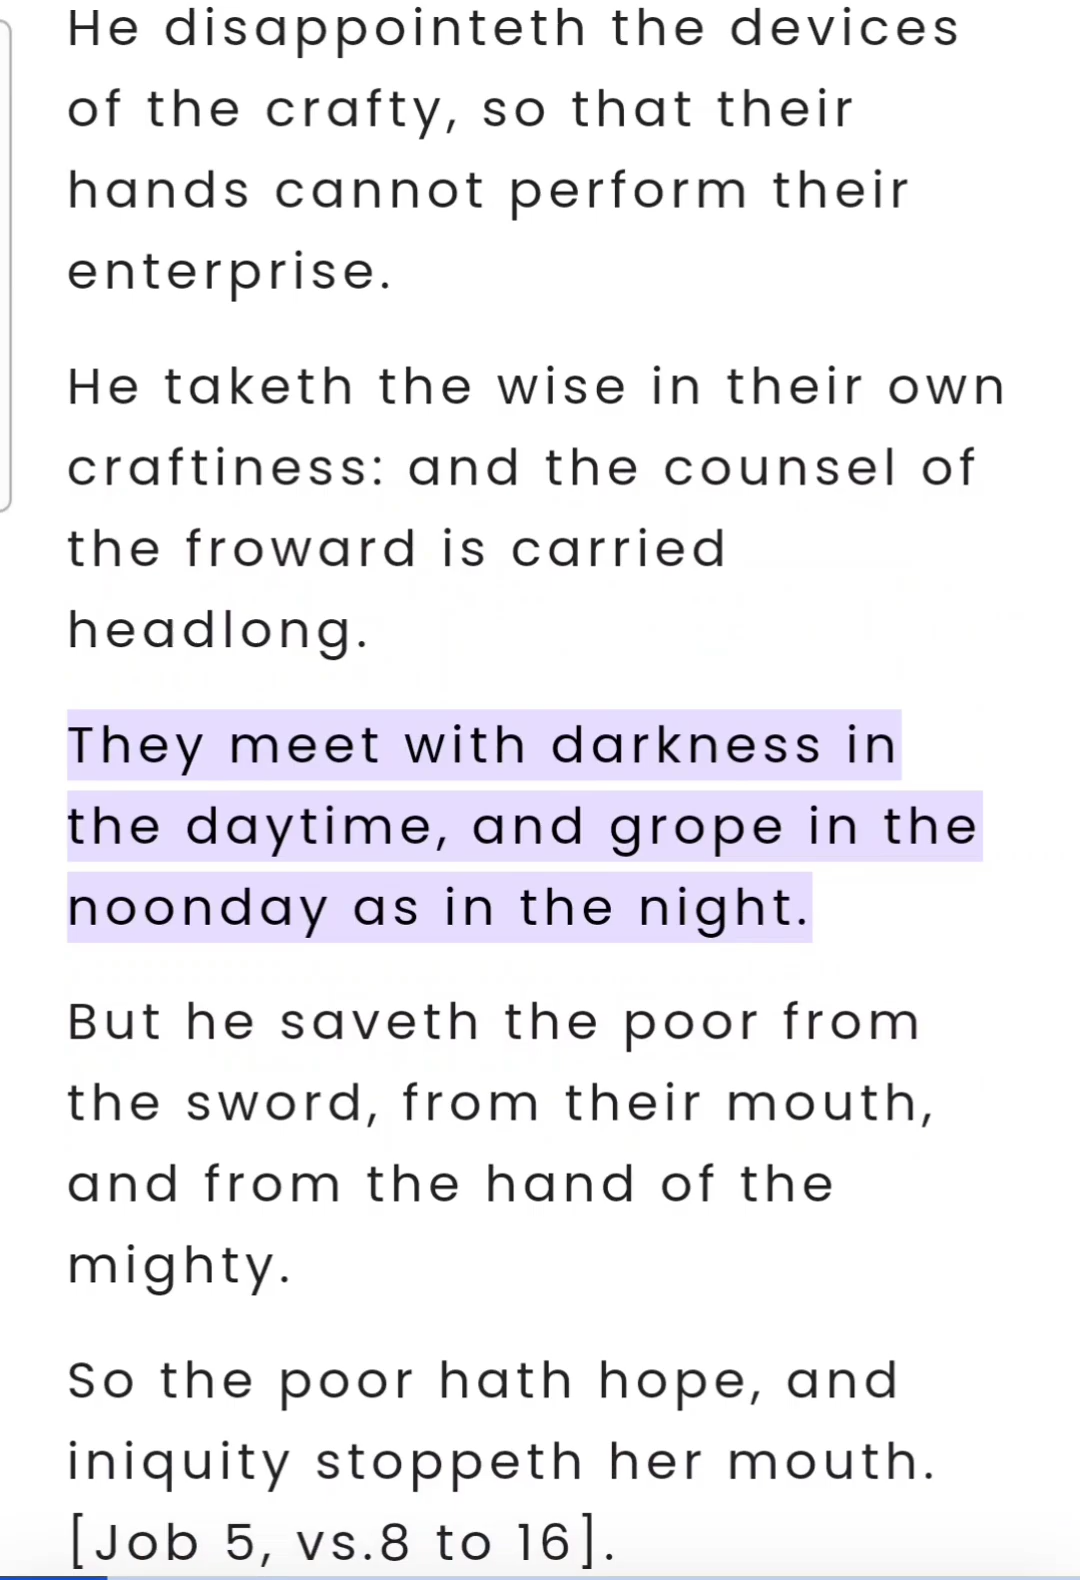 He disappointeth the devices
of the crafty, so that their
hands cannot perform their
enterprise.
He taketh the wise in their own
craftiness: and the counsel of
the froward is carried
headlong.
They meet with darkness in
the daytime, and grope in the
noonday as in the night.
But he saveth the poor from
the sword, from their mouth,
and from the hand of the
mighty.
So the poor hath hope, and
iniquity stoppeth her mouth.
[Job 5, vs.8 to 16].